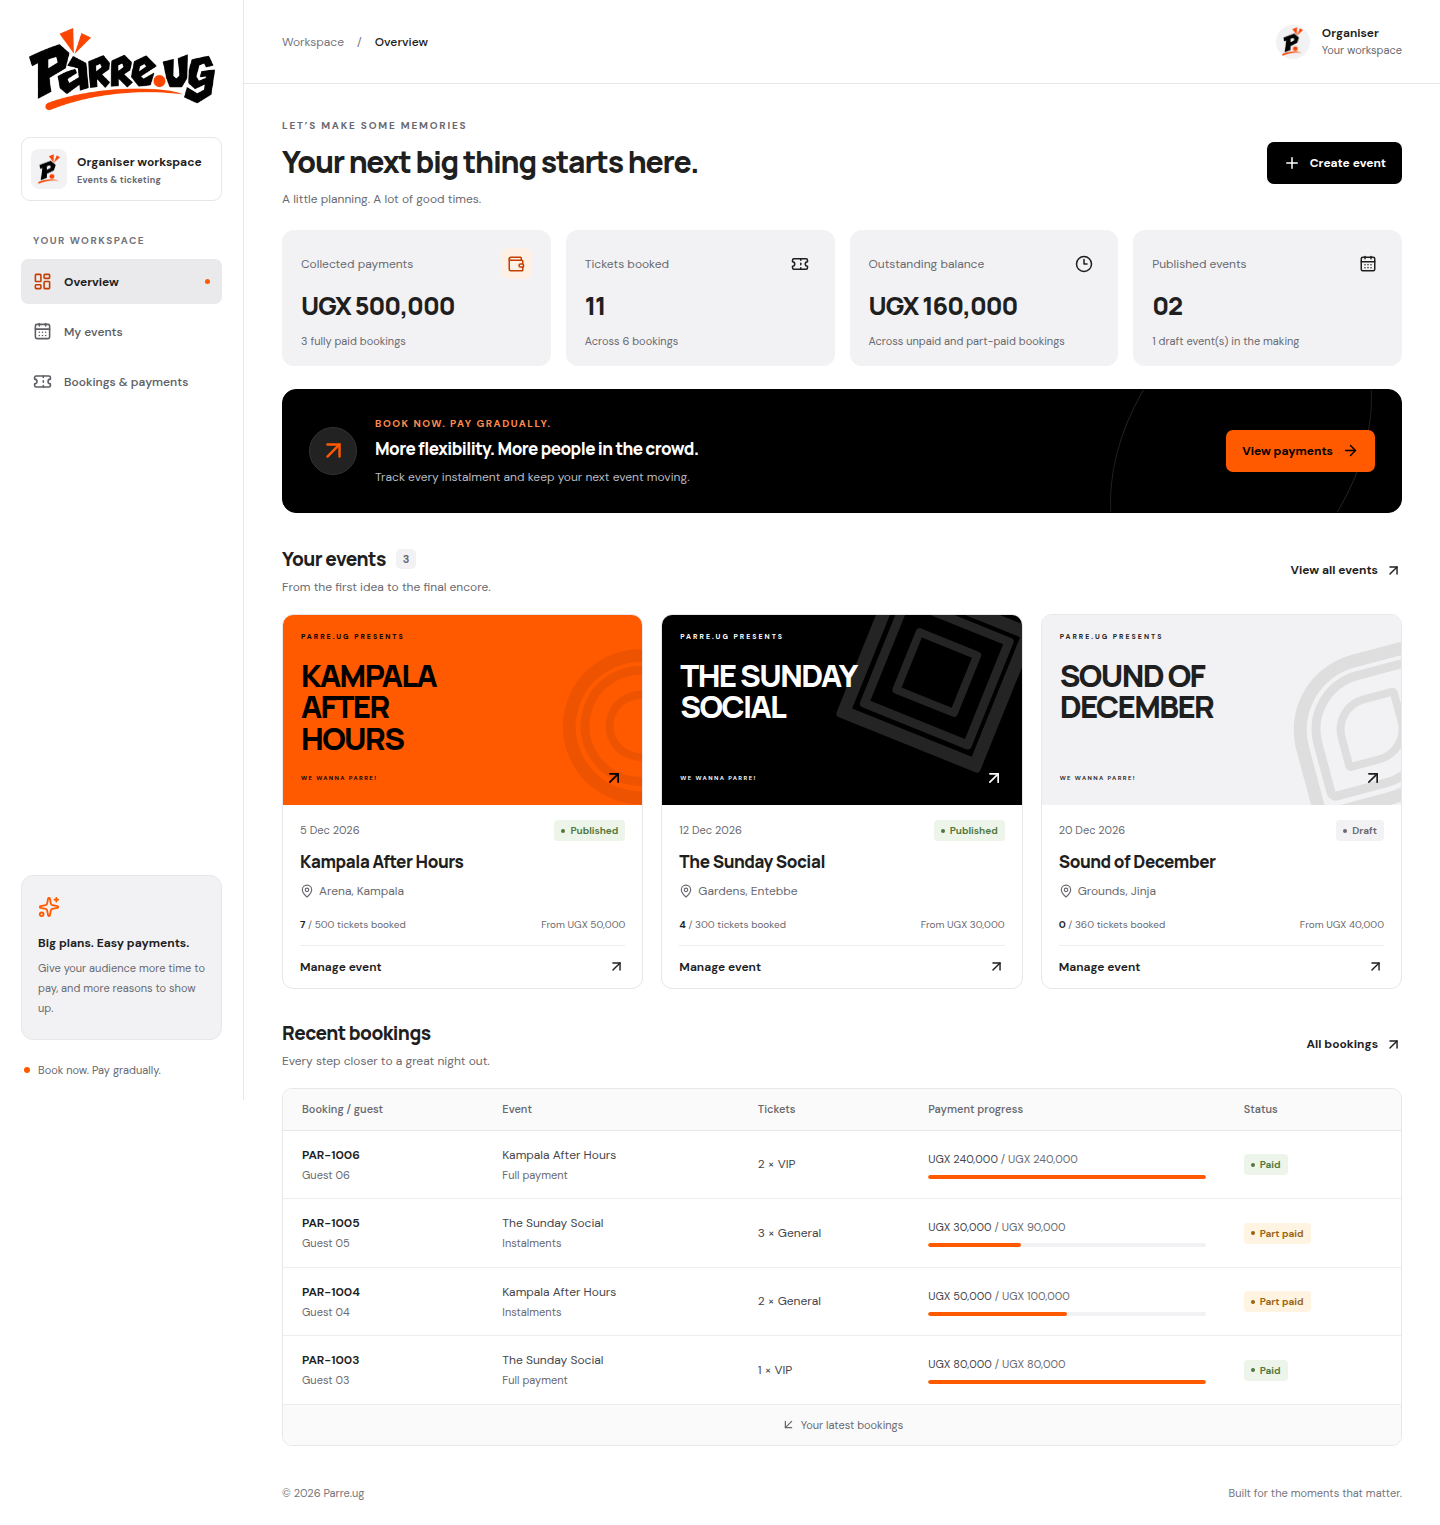 Parre.ug
Organiser workspace
Events & ticketing
YOUR WORKSPACE
Overview
My events
Bookings & payments
Big plans. Easy payments.
Give your audience more time to
pay, and more reasons to show
up.
Book now. Pay gradually.
Workspace / Overview
P.
Organiser
Your workspace
LET'S MAKE SOME MEMORIES
Your next big thing starts here.
A little planning. A lot of good times.
Create event
Collected payments
UGX 500,000
3 fully paid bookings
Tickets booked
11
Across 6 bookings
Outstanding balance
UGX 160,000
Across unpaid and part-paid bookings
Published events
02
1 draft event(s) in the making
BOOK NOW. PAY GRADUALLY.
More flexibility. More people in the crowd.
Track every instalment and keep your next event moving.
View payments
Your events 3
From the first idea to the final encore.
View all events
PARRE.UG PRESENTS
KAMPALA
AFTER
HOURS
WE WANNA PARRE!
5 Dec 2026
Published
Kampala After Hours
Arena, Kampala
7 / 500 tickets booked
From UGX 50,000
Manage event
PARRE.UG PRESENTS
THE SUNDAY
SOCIAL
WE WANNA PARRE!
12 Dec 2026
Published
The Sunday Social
Gardens, Entebbe
4 / 300 tickets booked
From UGX 30,000
Manage event
PARRE.UG PRESENTS
SOUND OF
DECEMBER
WE WANNA PARRE!
20 Dec 2026
Draft
Sound of December
Grounds, Jinja
0 / 360 tickets booked
From UGX 40,000
Manage event
Recent bookings
Every step closer to a great night out.
All bookings
Booking / guest Event Tickets Payment progress Status
PAR-1006
Guest 06
Kampala After Hours
Full payment
2 × VIP
UGX 240,000 / UGX 240,000
Paid
PAR-1005
Guest 05
The Sunday Social
Instalments
3 × General
UGX 30,000 / UGX 90,000
Part paid
PAR-1004
Guest 04
Kampala After Hours
Instalments
2 × General
UGX 50,000 / UGX 100,000
Part paid
PAR-1003
Guest 03
The Sunday Social
Full payment
1 × VIP
UGX 80,000 / UGX 80,000
Paid
Your latest bookings
© 2026 Parre.ug
Built for the moments that matter.